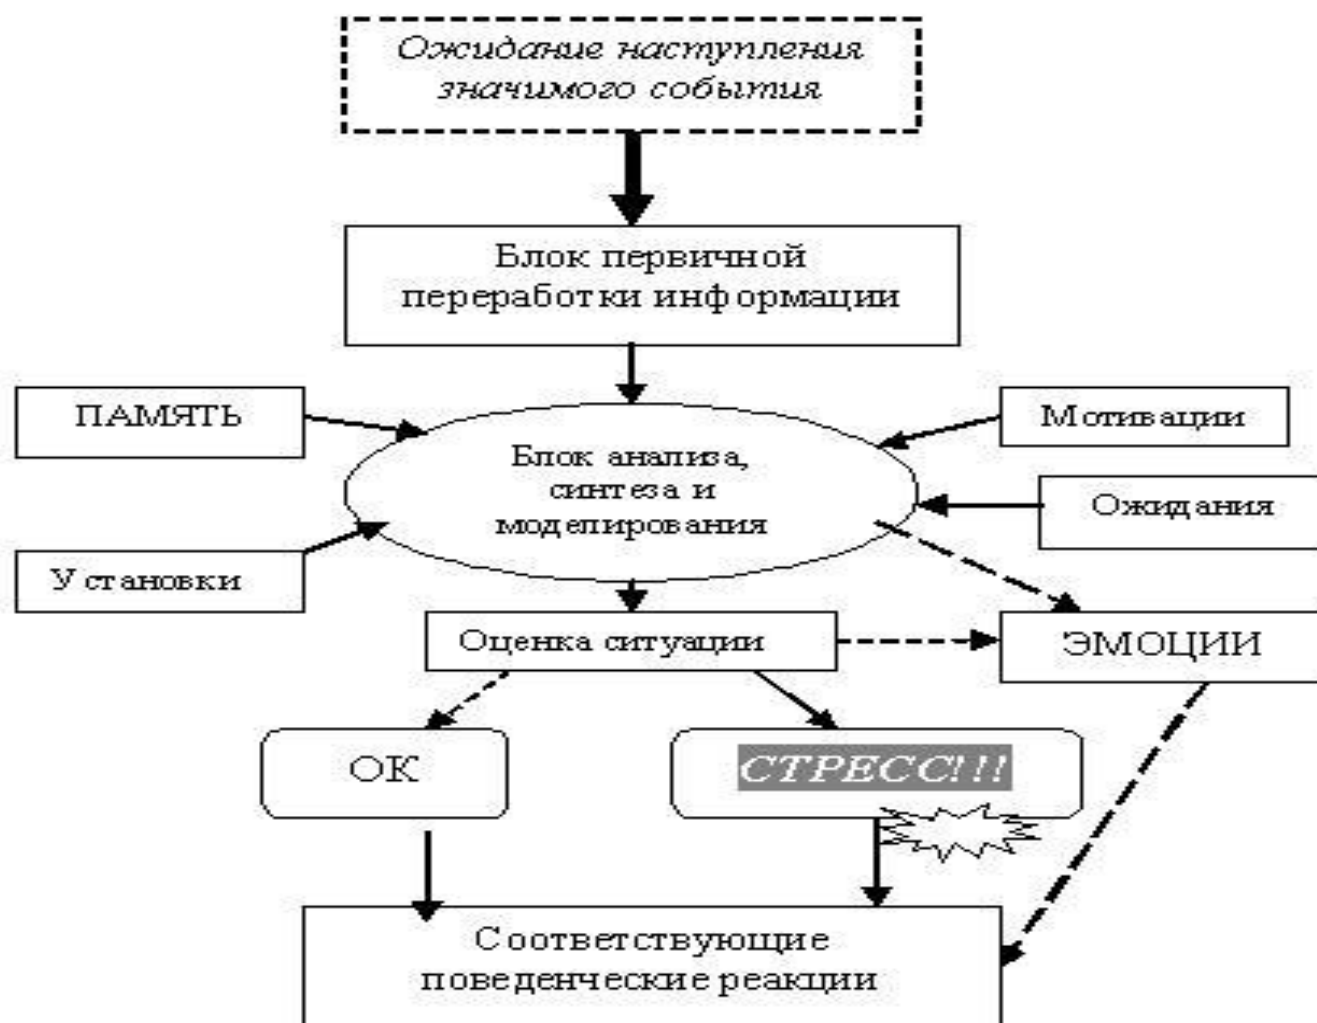 Ожидание наступления
значимого события
Блок первичной
переработки информации
ПАМЯТЬ
Мотивации
Блок анализа,
синтеза и
моделирования
Ожидания
Установки
Оценка ситуации
ЭМОЦИИ
ОК
СТРЕСС!!!
Соответствующие
поведенческие реакции